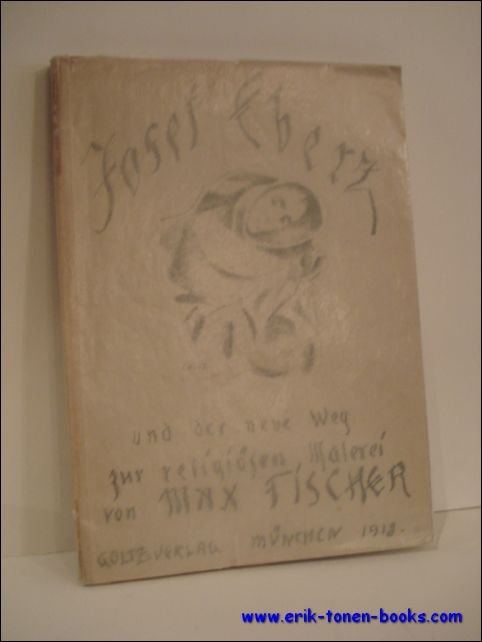 Josef Eberz
und der neue Weg
zur religiösen Malerei
von MAX FISCHER
GOLTZVERLAG MÜNCHEN 1918.
www.erik-tonen-books.com